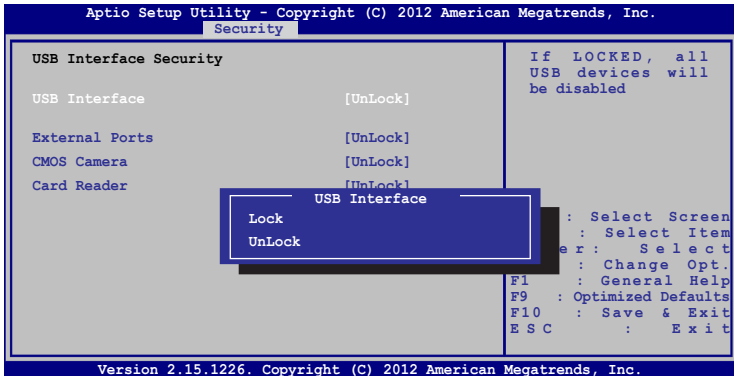 Aptio Setup Utility - Copyright (C) 2012 American Megatrends, Inc.
Security
USB Interface Security
USB Interface [UnLock]
External Ports [UnLock]
CMOS Camera [UnLock]
Card Reader [UnLock]
USB Interface
Lock
UnLock
If LOCKED, all
USB devices will
be disabled
: Select Screen
: Select Item
er: Select
: Change Opt.
F1 : General Help
F9 : Optimized Defaults
F10 : Save & Exit
ESC : Exit
Version 2.15.1226. Copyright (C) 2012 American Megatrends, Inc.